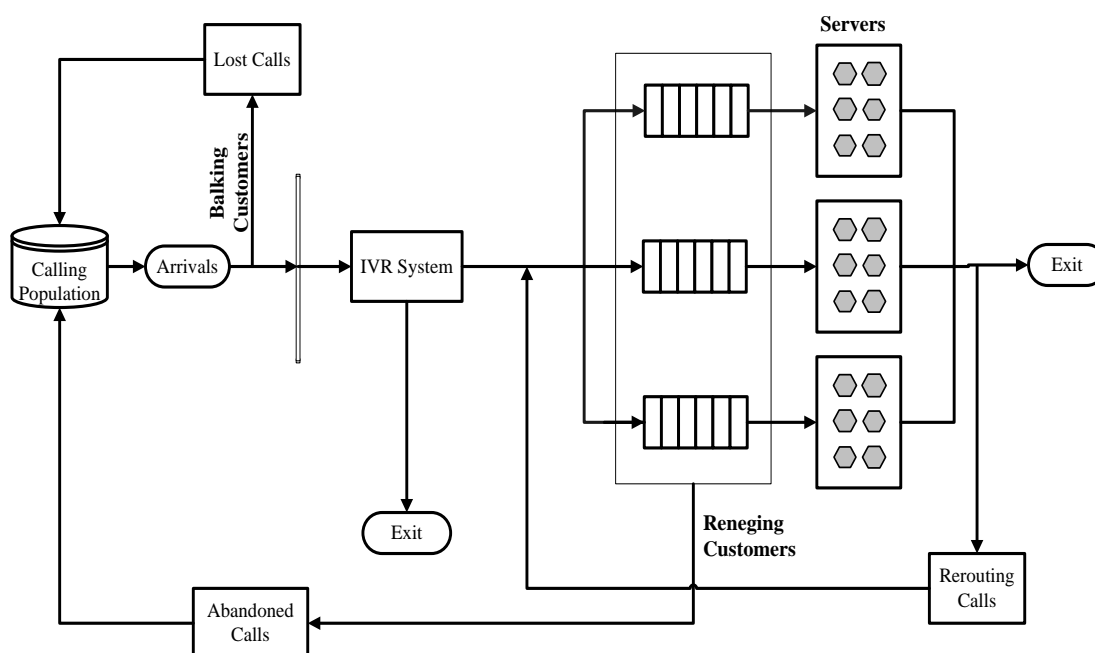 Servers
Lost Calls
Balking
Customers
Calling
Population
Arrivals
IVR System
Exit
Exit
Reneging
Customers
Rerouting
Calls
Abandoned
Calls